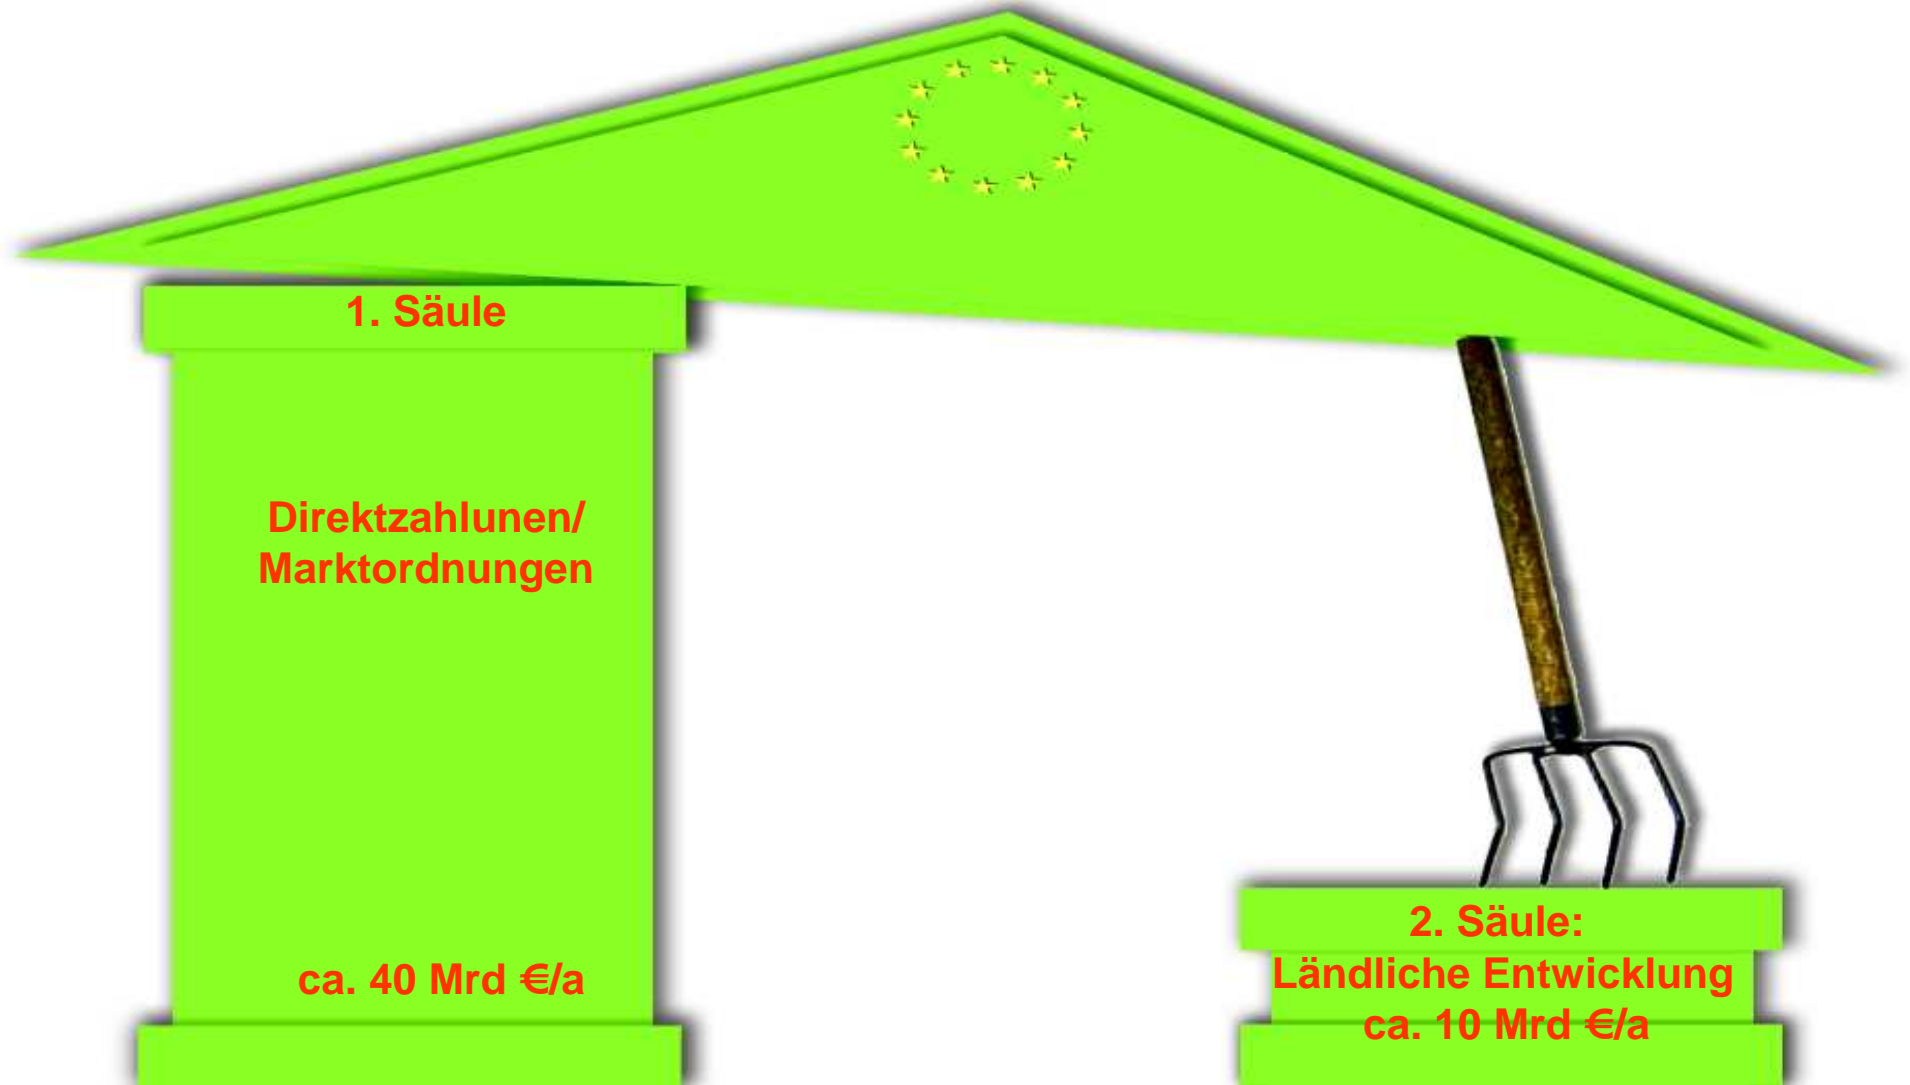 1. Säule
Direktzahlunen/
Marktordnungen
ca. 40 Mrd €/a
2. Säule:
Ländliche Entwicklung
ca. 10 Mrd €/a